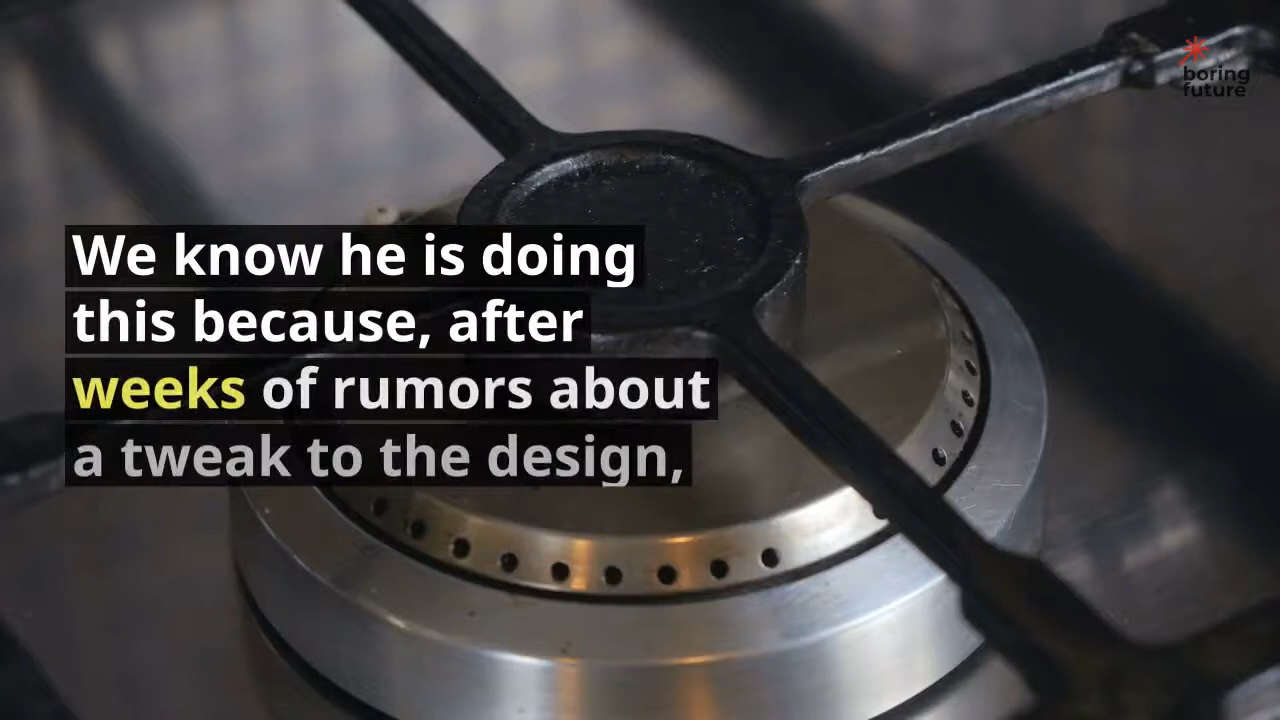 boring
future
We know he is doing
this because, after
weeks of rumors about
a tweak to the design,